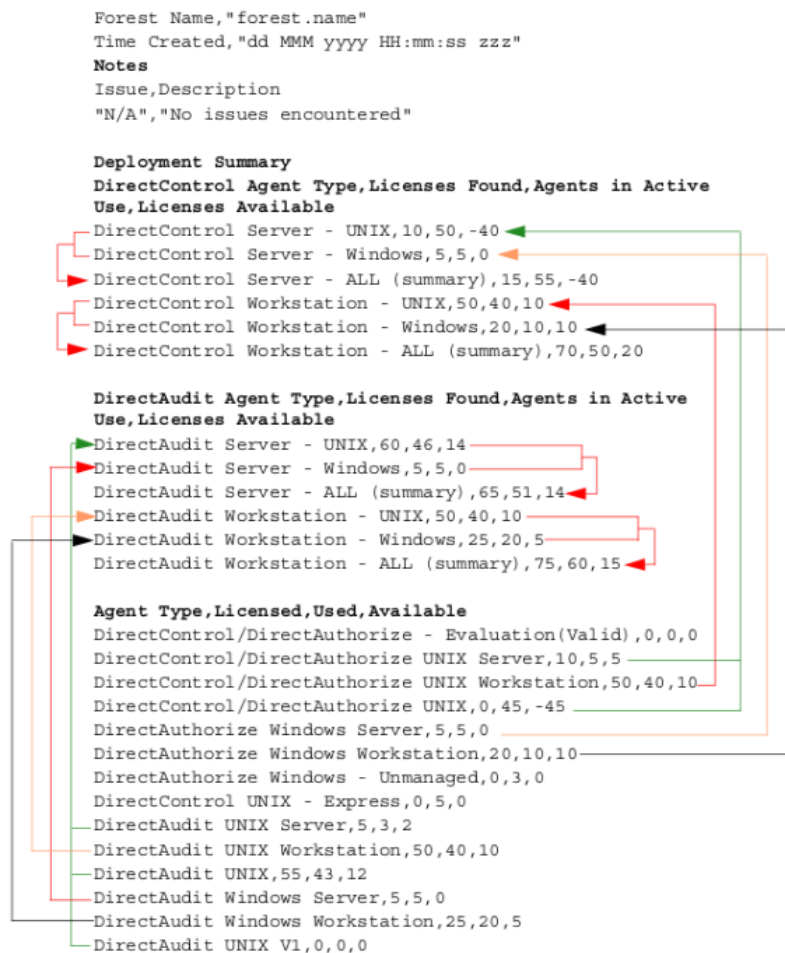 Forest Name,"forest.name"
Time Created,"dd MMM yyyy HH:mm:ss zzz"
Notes
Issue,Description
"N/A","No issues encountered"
Deployment Summary
DirectControl Agent Type,Licenses Found,Agents in Active
Use,Licenses Available
DirectControl Server - UNIX,10,50,-40
DirectControl Server - Windows,5,5,0
DirectControl Server - ALL (summary),15,55,-40
DirectControl Workstation - UNIX,50,40,10
DirectControl Workstation - Windows,20,10,10
DirectControl Workstation - ALL (summary),70,50,20
DirectAudit Agent Type,Licenses Found,Agents in Active
Use,Licenses Available
DirectAudit Server - UNIX,60,46,14
DirectAudit Server - Windows,5,5,0
DirectAudit Server - ALL (summary),65,51,14
DirectAudit Workstation - UNIX,50,40,10
DirectAudit Workstation - Windows,25,20,5
DirectAudit Workstation - ALL (summary),75,60,15
Agent Type,Licensed,Used,Available
DirectControl/DirectAuthorize - Evaluation(Valid),0,0,0
DirectControl/DirectAuthorize UNIX Server,10,5,5
DirectControl/DirectAuthorize UNIX Workstation,50,40,10
DirectControl/DirectAuthorize UNIX,0,45,-45
DirectAuthorize Windows Server,5,5,0
DirectAuthorize Windows Workstation,20,10,10
DirectAuthorize Windows - Unmanaged,0,3,0
DirectControl UNIX - Express,0,5,0
DirectAudit UNIX Server,5,3,2
DirectAudit UNIX Workstation,50,40,10
DirectAudit UNIX,55,43,12
DirectAudit Windows Server,5,5,0
DirectAudit Windows Workstation,25,20,5
DirectAudit UNIX V1,0,0,0